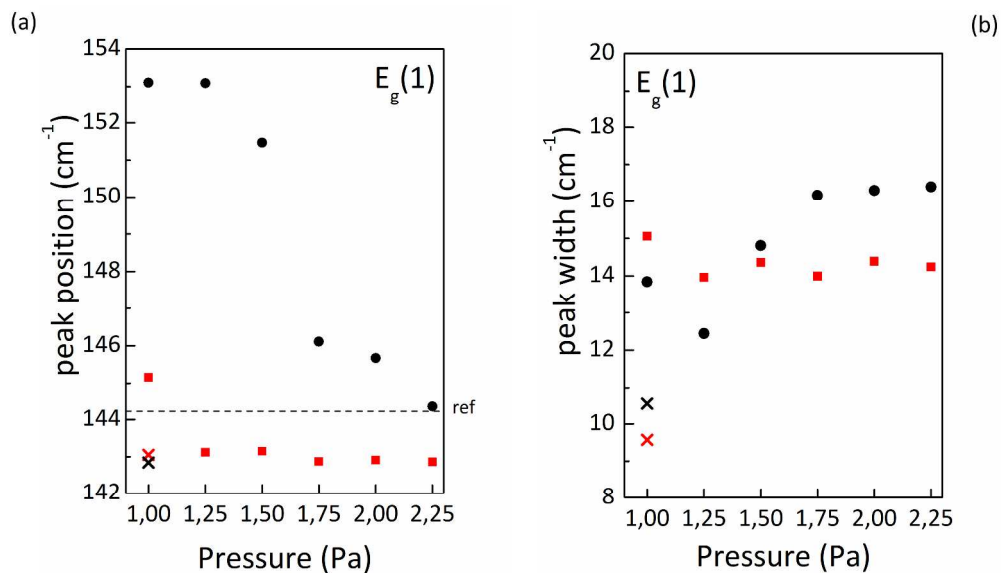 (a)
(b)
154
152
150
148
146
144
142
peak position (cm-1)
Eg(1)
ref
1,00 1,25 1,50 1,75 2,00 2,25
Pressure (Pa)
20
18
16
14
12
10
8
peak width (cm-1)
Eg(1)
1,00 1,25 1,50 1,75 2,00 2,25
Pressure (Pa)